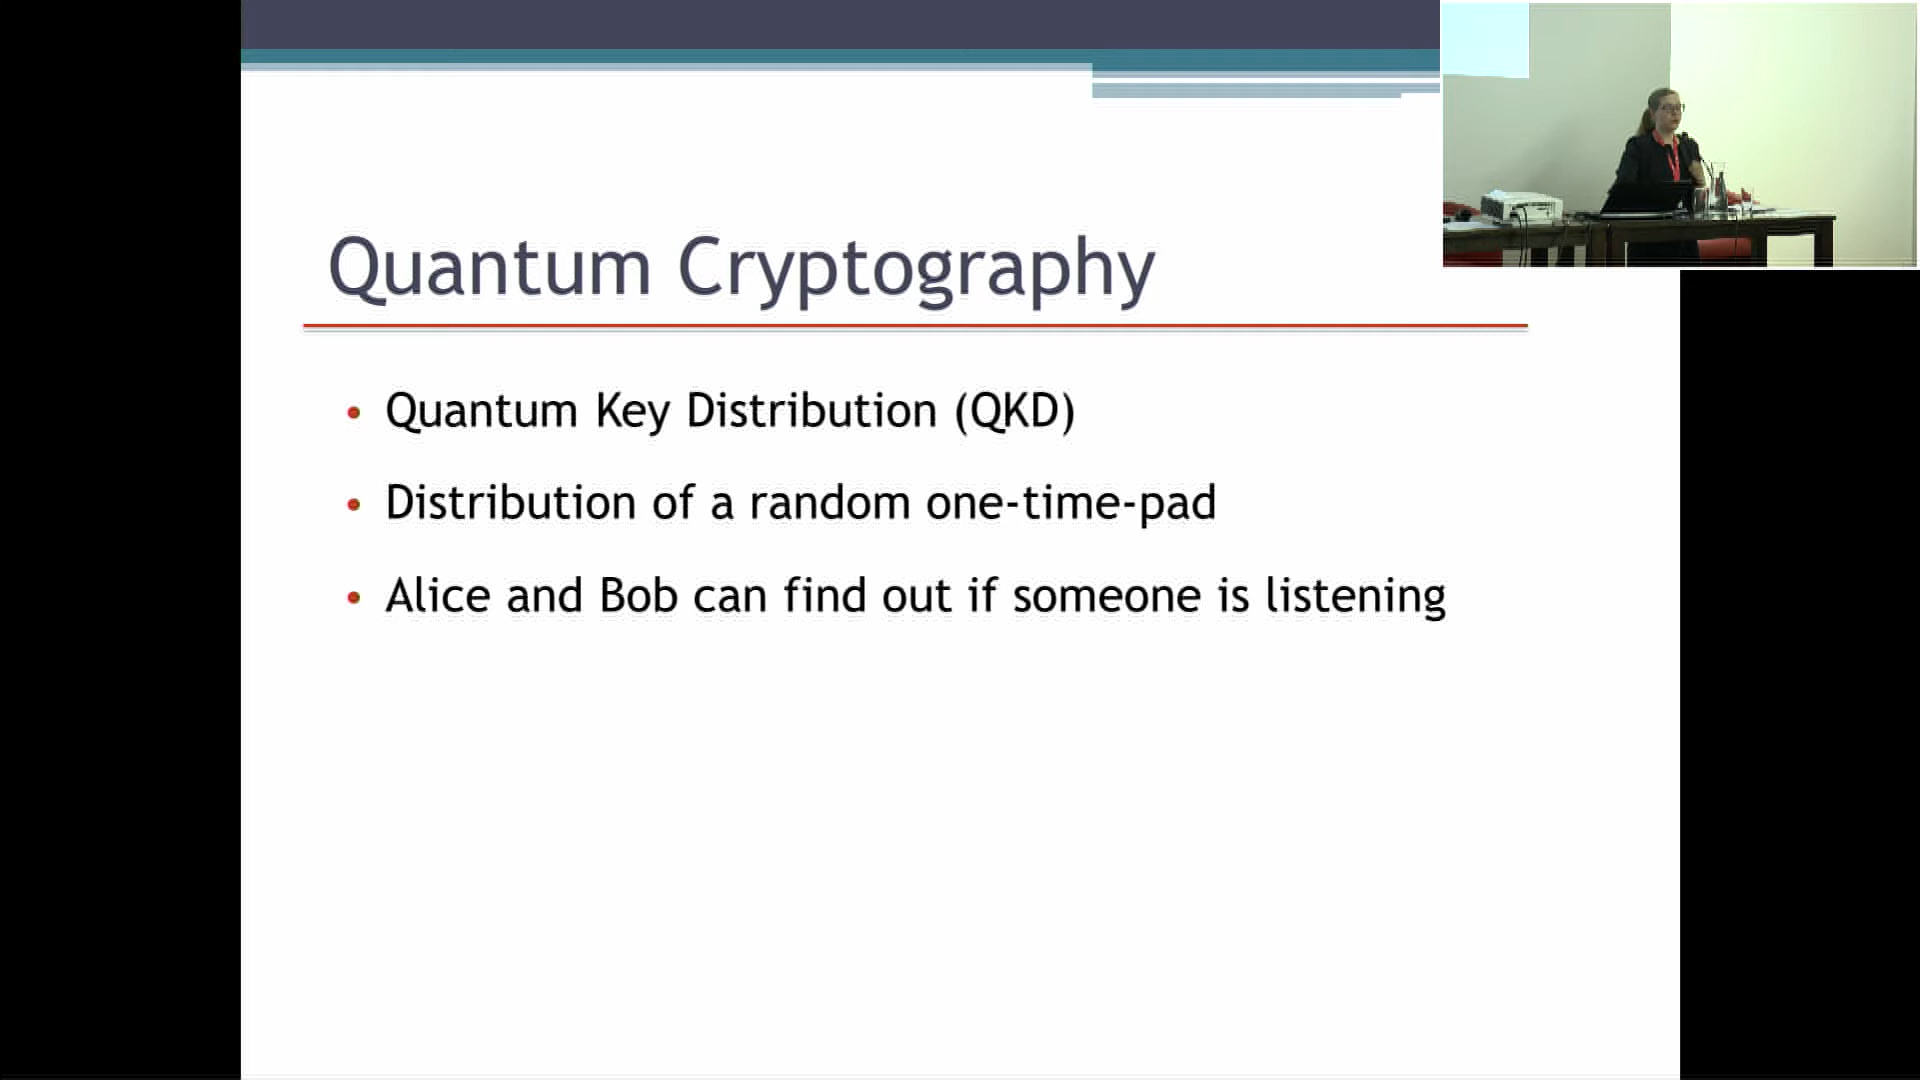 Quantum Cryptography
• Quantum Key Distribution (QKD)
• Distribution of a random one-time-pad
• Alice and Bob can find out if someone is listening